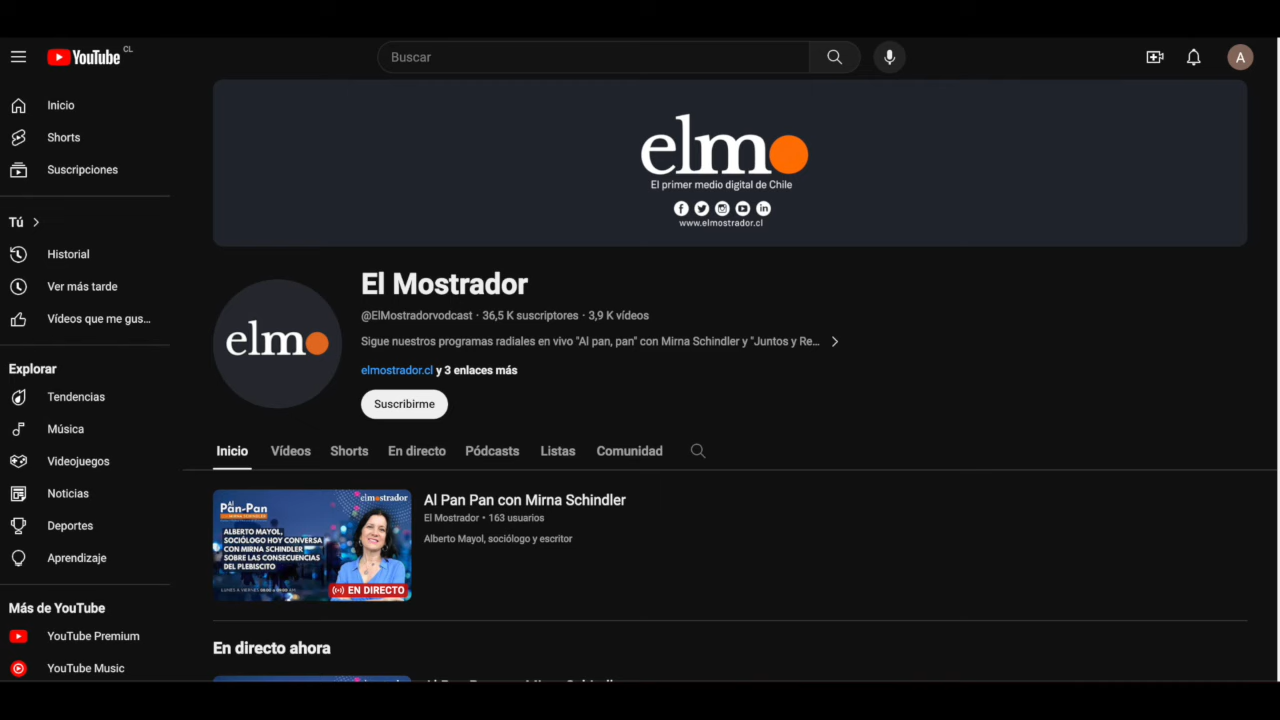 YouTube CL
Buscar
A
Inicio
Shorts
Suscripciones
Tú
Historial
Ver más tarde
Vídeos que me gus...
Explorar
Tendencias
Música
Videojuegos
Noticias
Deportes
Aprendizaje
Más de YouTube
YouTube Premium
YouTube Music
elmo
El primer medio digital de Chile
www.elmostrador.cl
elmo
El Mostrador
@ElMostradorvodcast · 36,5 K suscriptores · 3,9 K vídeos
Sigue nuestros programas radiales en vivo "Al pan, pan" con Mirna Schindler y "Juntos y Re...
elmostrador.cl y 3 enlaces más
Suscribirme
Inicio Vídeos Shorts En directo Pódcasts Listas Comunidad
elmostrador
Al
Pan-Pan
ALBERTO MAYOL,
SOCIÓLOGO HOY CONVERSA
CON MIRNA SCHINDLER
SOBRE LAS CONSECUENCIAS
DEL PLEBISCITO
EN DIRECTO
Al Pan Pan con Mirna Schindler
El Mostrador • 163 usuarios
Alberto Mayol, sociólogo y escritor
En directo ahora